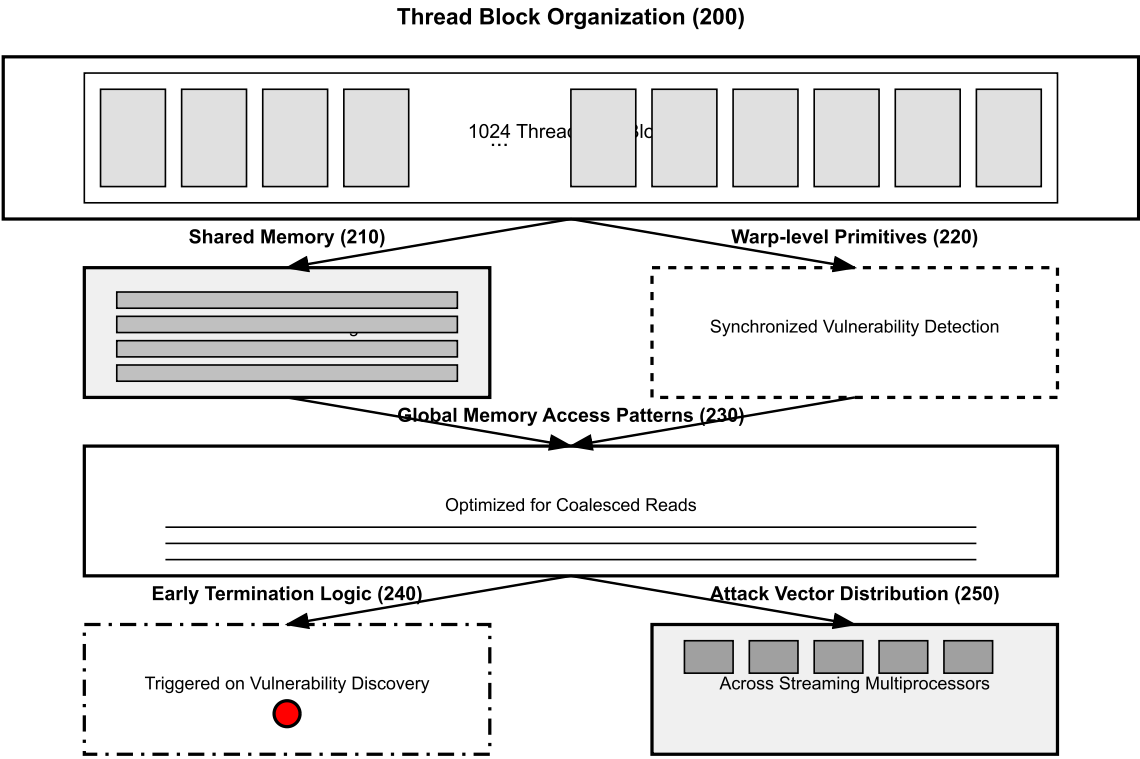 Thread Block Organization (200)
1024 Thread
...
Shared Memory (210)
Warp-level Primitives (220)
Synchronized Vulnerability Detection
Global Memory Access Patterns (230)
Optimized for Coalesced Reads
Early Termination Logic (240)
Attack Vector Distribution (250)
Triggered on Vulnerability Discovery
Across Streaming Multiprocessors